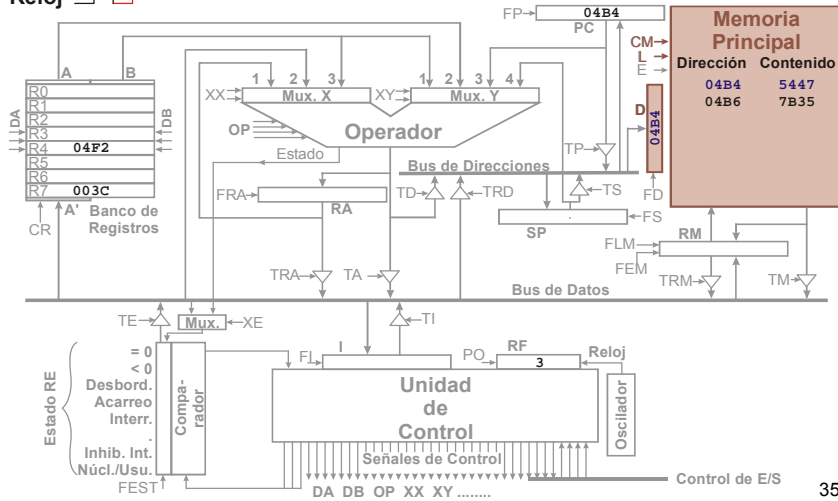 Reloj
FP
04B4
PC
Memoria
Principal
Dirección Contenido
04B4 5447
04B6 7B35
CM
L
E
D
04B4
FD
A B
R0
R1
R2
R3
R4 04F2
R5
R6
R7 003C
DA
DB
CR
A'
Banco de
Registros
1 2 3
XX
Mux. X
1 2 3 4
XY
Mux. Y
OP
Operador
Estado
Bus de Direcciones
TP
FRA
RA
TD
TRD
TS
SP
FS
FLM
FEM
RM
TRA
TA
TRM
TM
Bus de Datos
TE
Mux.
XE
TI
I
FI
PO
RF
3
Reloj
Oscilador
Unidad
de
Control
Estado RE
= 0
< 0
Desbord.
Acarreo
Interr.
.
Inhib. Int.
Núcl./Usu.
FEST
Compa-
rador
Señales de Control
DA DB OP XX XY ........
Control de E/S
35